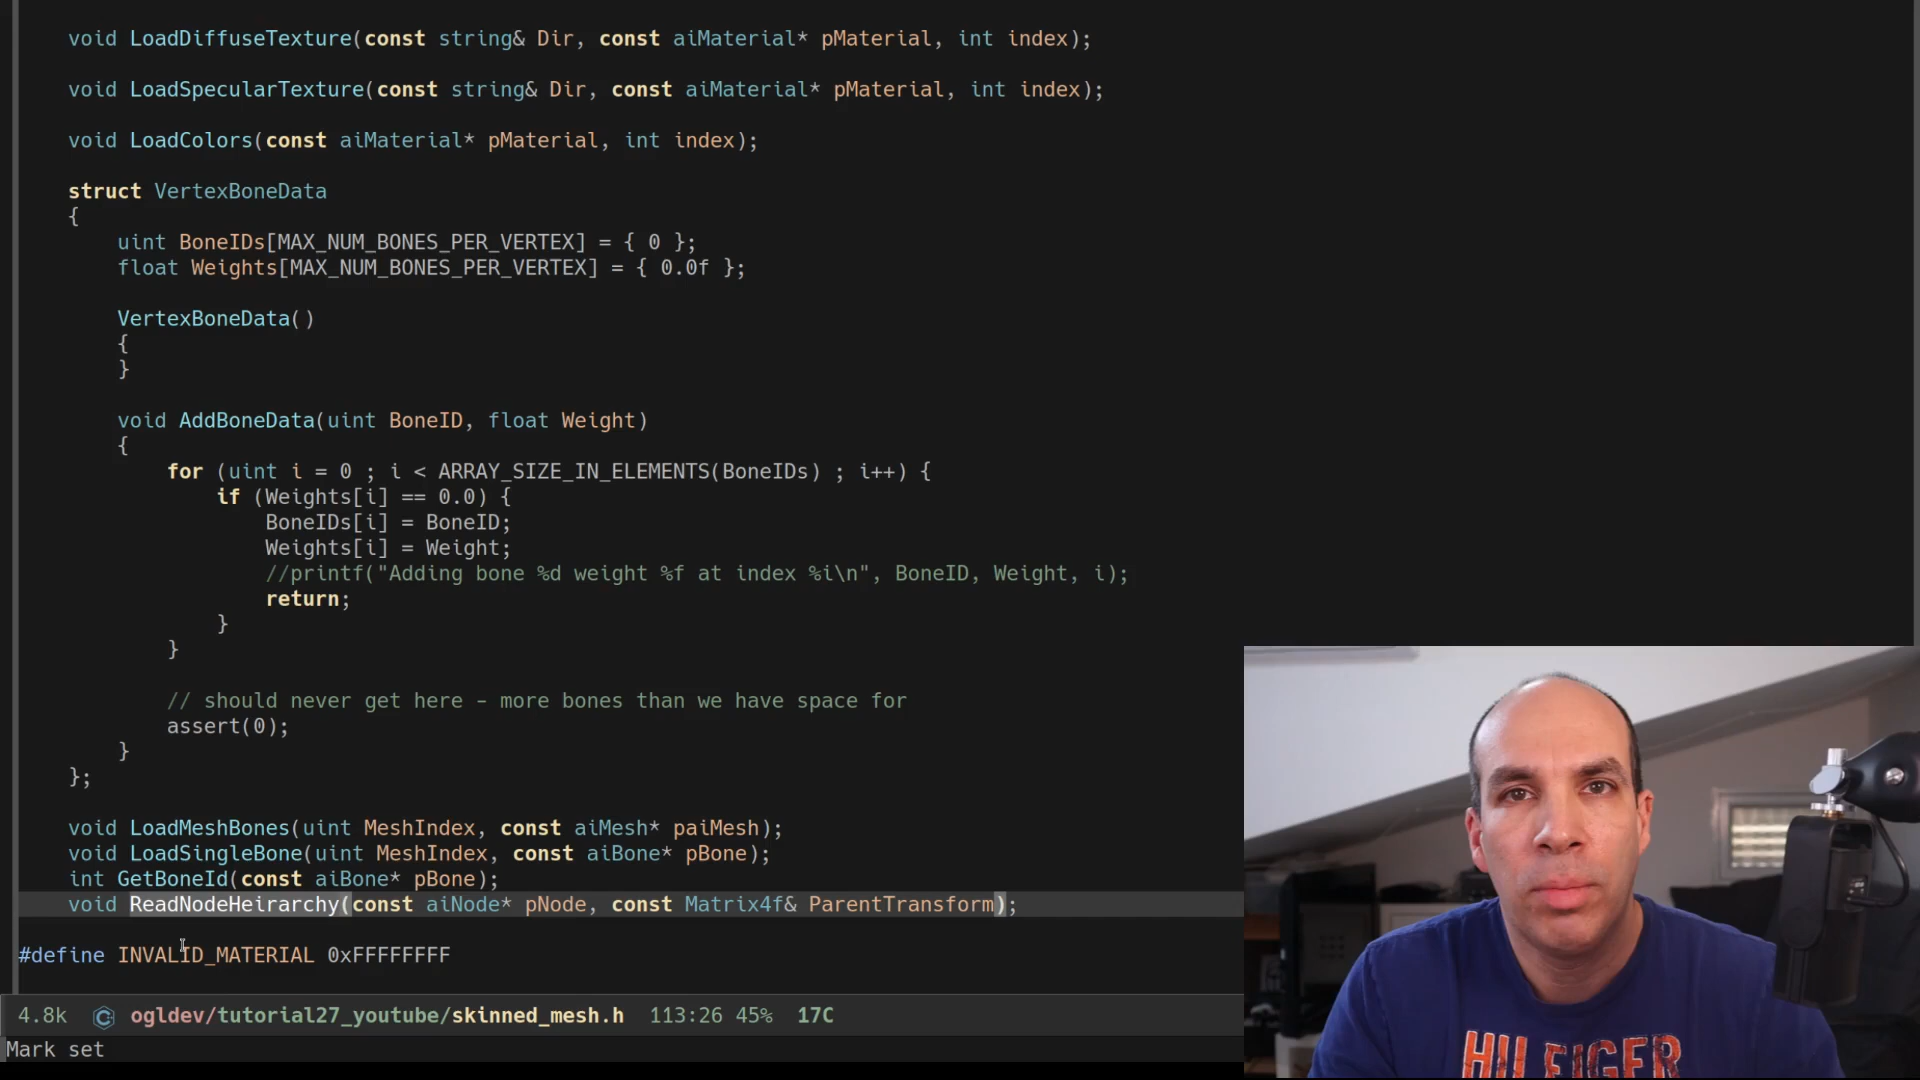 void LoadDiffuseTexture(const string& Dir, const aiMaterial* pMaterial, int index);
void LoadSpecularTexture(const string& Dir, const aiMaterial* pMaterial, int index);
void LoadColors(const aiMaterial* pMaterial, int index);
struct VertexBoneData
{
uint BoneIDs[MAX_NUM_BONES_PER_VERTEX] = { 0 };
float Weights[MAX_NUM_BONES_PER_VERTEX] = { 0.0f };
VertexBoneData()
{
}
void AddBoneData(uint BoneID, float Weight)
{
for (uint i = 0 ; i < ARRAY_SIZE_IN_ELEMENTS(BoneIDs) ; i++) {
if (Weights[i] == 0.0) {
BoneIDs[i] = BoneID;
Weights[i] = Weight;
//printf("Adding bone %d weight %f at index %i\n", BoneID, Weight, i);
return;
}
}
// should never get here - more bones than we have space for
assert(0);
}
};
void LoadMeshBones(uint MeshIndex, const aiMesh* paiMesh);
void LoadSingleBone(uint MeshIndex, const aiBone* pBone);
int GetBoneId(const aiBone* pBone);
void ReadNodeHeirarchy(const aiNode* pNode, const Matrix4f& ParentTransform);
#define INVALID_MATERIAL 0xFFFFFFFF
4.8k ogldev/tutorial27_youtube/skinned_mesh.h 113:26 45% 17C
Mark set
HILFIGER